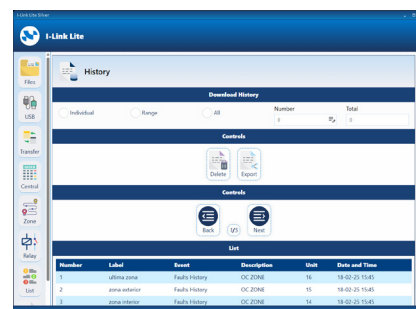 I-Link Lite Silver
I-Link Lite
Files
USB
Transfer
Central
Zone
Relay
List
History
Download History
Individual
Range
All
Number
0
Total
0
Controls
Delete
Export
Controls
Back
1/5
Next
List
Number Label Event Description Unit Date and Time
1 ultima zona Faults History OC ZONE 16 18-02-25 15:45
2 zona exterior Faults History OC ZONE 15 18-02-25 15:45
3 zona interior Faults History OC ZONE 14 18-02-25 15:45